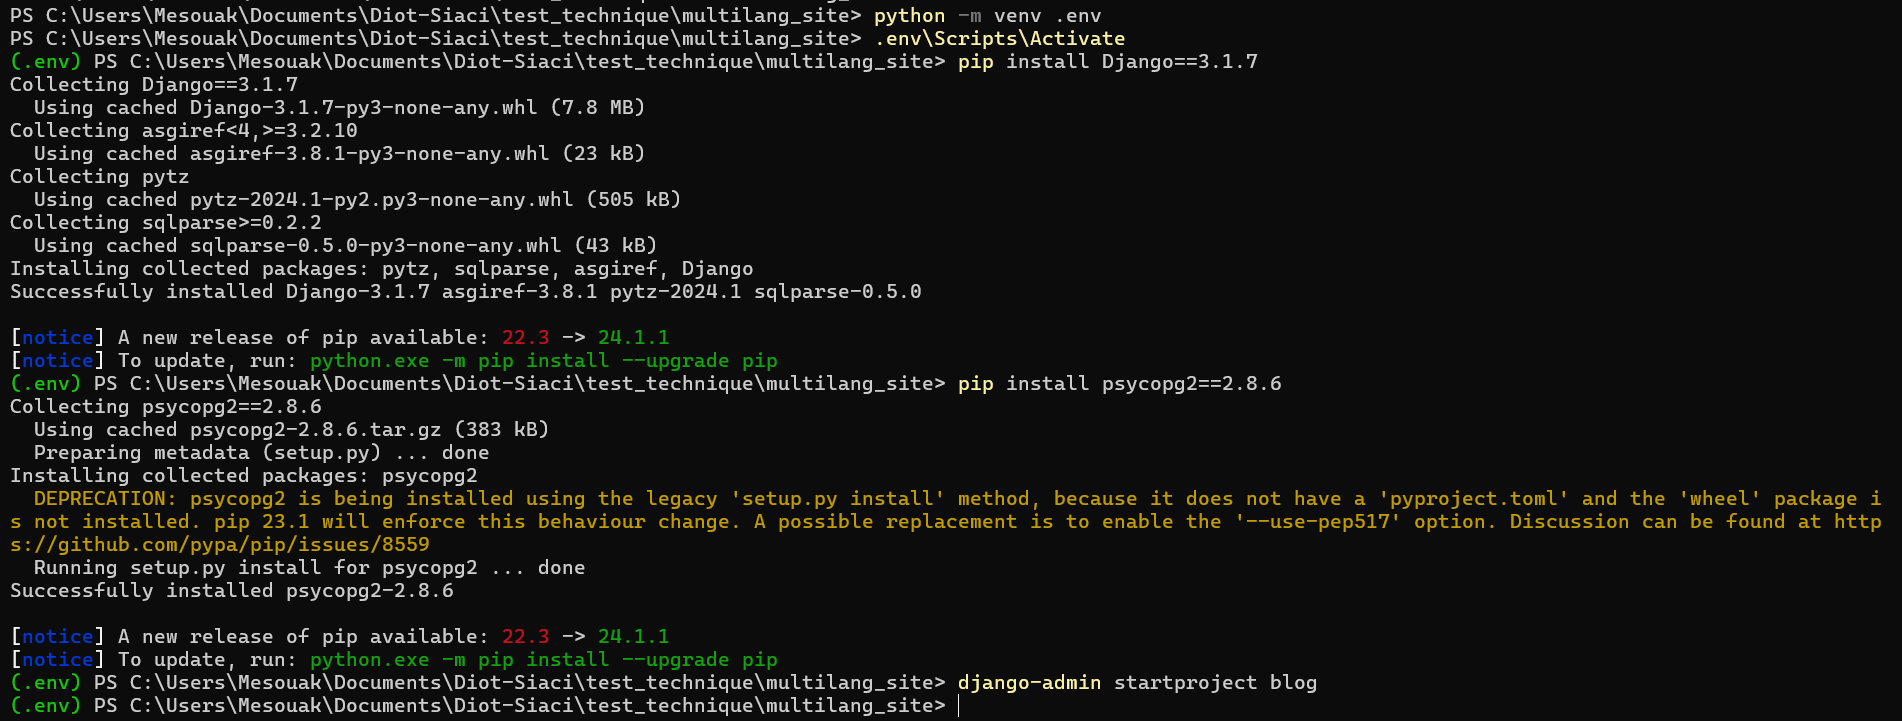 PS C:\Users\Mesouak\Documents\Diot-Siaci\test_technique\multilang_site> python -m venv .env
PS C:\Users\Mesouak\Documents\Diot-Siaci\test_technique\multilang_site> .env\Scripts\Activate
(.env) PS C:\Users\Mesouak\Documents\Diot-Siaci\test_technique\multilang_site> pip install Django==3.1.7
Collecting Django==3.1.7
  Using cached Django-3.1.7-py3-none-any.whl (7.8 MB)
Collecting asgiref<4,>=3.2.10
  Using cached asgiref-3.8.1-py3-none-any.whl (23 kB)
Collecting pytz
  Using cached pytz-2024.1-py2.py3-none-any.whl (505 kB)
Collecting sqlparse>=0.2.2
  Using cached sqlparse-0.5.0-py3-none-any.whl (43 kB)
Installing collected packages: pytz, sqlparse, asgiref, Django
Successfully installed Django-3.1.7 asgiref-3.8.1 pytz-2024.1 sqlparse-0.5.0

[notice] A new release of pip available: 22.3 -> 24.1.1
[notice] To update, run: python.exe -m pip install --upgrade pip
(.env) PS C:\Users\Mesouak\Documents\Diot-Siaci\test_technique\multilang_site> pip install psycopg2==2.8.6
Collecting psycopg2==2.8.6
  Using cached psycopg2-2.8.6.tar.gz (383 kB)
  Preparing metadata (setup.py) ... done
Installing collected packages: psycopg2
  DEPRECATION: psycopg2 is being installed using the legacy 'setup.py install' method, because it does not have a 'pyproject.toml' and the 'wheel' package i
s not installed. pip 23.1 will enforce this behaviour change. A possible replacement is to enable the '--use-pep517' option. Discussion can be found at http
s://github.com/pypa/pip/issues/8559
  Running setup.py install for psycopg2 ... done
Successfully installed psycopg2-2.8.6

[notice] A new release of pip available: 22.3 -> 24.1.1
[notice] To update, run: python.exe -m pip install --upgrade pip
(.env) PS C:\Users\Mesouak\Documents\Diot-Siaci\test_technique\multilang_site> django-admin startproject blog
(.env) PS C:\Users\Mesouak\Documents\Diot-Siaci\test_technique\multilang_site>